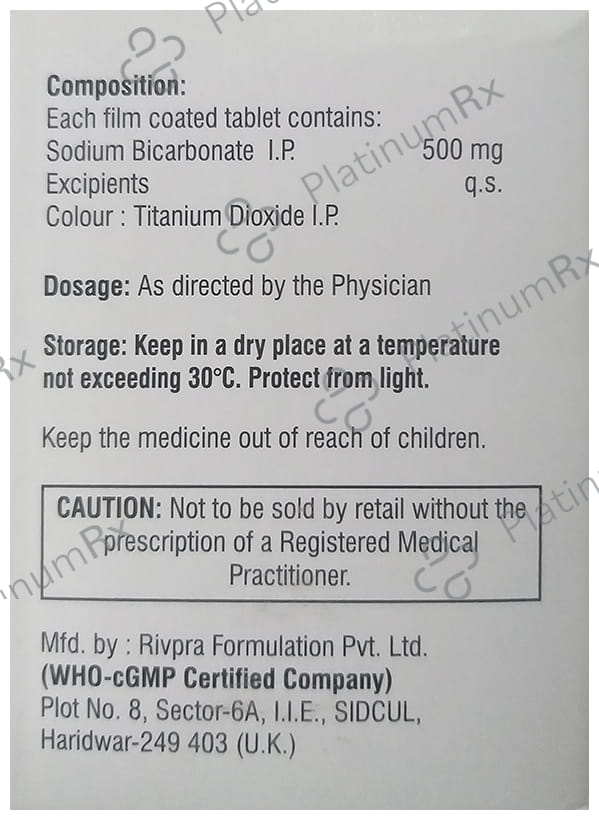 Composition:
Each film coated tablet contains:
Sodium Bicarbonate I.P. 500 mg
Excipients q.s.
Colour : Titanium Dioxide I.P.
Dosage: As directed by the Physician
Storage: Keep in a dry place at a temperature
not exceeding 30°C. Protect from light.
Keep the medicine out of reach of children.
CAUTION: Not to be sold by retail without the
prescription of a Registered Medical
Practitioner.
Mfd. by : Rivpra Formulation Pvt. Ltd.
(WHO-cGMP Certified Company)
Plot No. 8, Sector-6A, I.I.E., SIDCUL,
Haridwar-249 403 (U.K.)
PlatinumRx
PlatinumRx